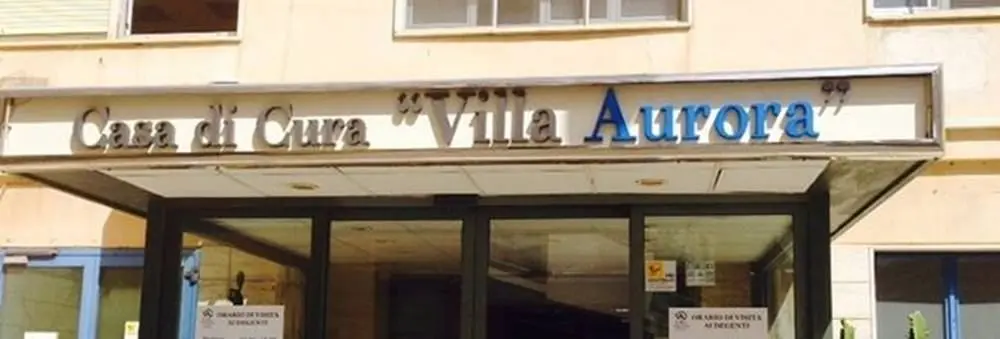 Casa di Cura “Villa Aurora”
ORARIO DI VISITA
AI DEGENTI
ORARIO DI VISITA
AI DEGENTI